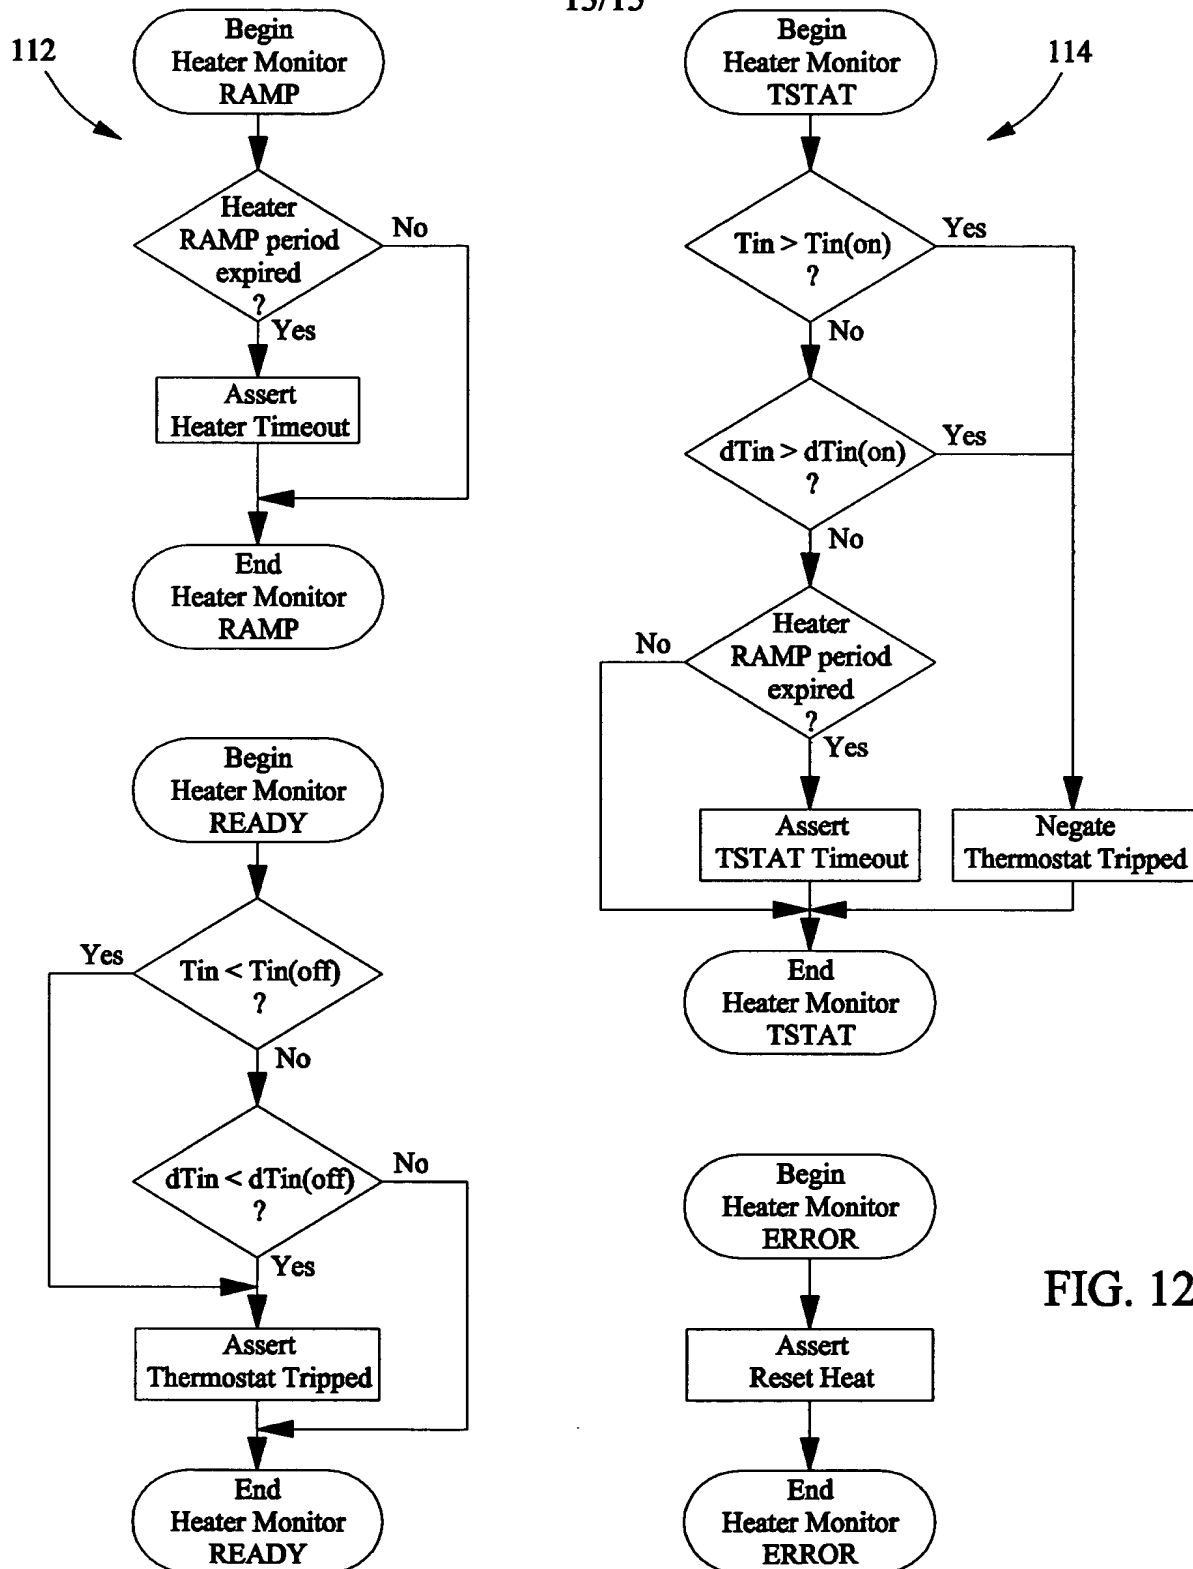 13/13
112
Begin
Heater Monitor
RAMP
Heater
RAMP period
expired
?
No
Yes
Assert
Heater Timeout
End
Heater Monitor
RAMP
Begin
Heater Monitor
READY
Tin < Tin(off)
?
Yes
No
dTin < dTin(off)
?
No
Yes
Assert
Thermostat Tripped
End
Heater Monitor
READY
114
Begin
Heater Monitor
TSTAT
Tin > Tin(on)
?
Yes
No
dTin > dTin(on)
?
Yes
No
Heater
RAMP period
expired
?
No
Yes
Assert
TSTAT Timeout
Negate
Thermostat Tripped
End
Heater Monitor
TSTAT
Begin
Heater Monitor
ERROR
Assert
Reset Heat
End
Heater Monitor
ERROR
FIG. 12